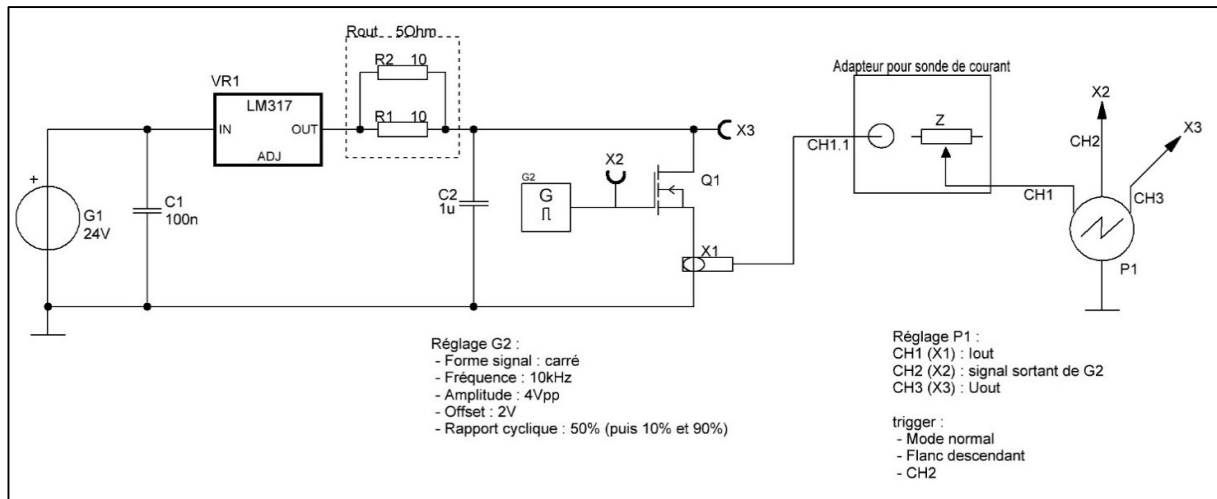 Rout 5Ohm
R2 10
VR1
LM317
IN OUT
ADJ
R1 10
X3
Adapteur pour sonde de courant
CH1.1
Z
X2
CH2
X3
CH1
CH3
P1
+
G1
24V
C1
100n
C2
1u
G2
G
X2
Q1
X1
Réglage G2 :
- Forme signal : carré
- Fréquence : 10kHz
- Amplitude : 4Vpp
- Offset : 2V
- Rapport cyclique : 50% (puis 10% et 90%)
Réglage P1 :
CH1 (X1) : Iout
CH2 (X2) : signal sortant de G2
CH3 (X3) : Uout
trigger :
- Mode normal
- Flanc descendant
- CH2